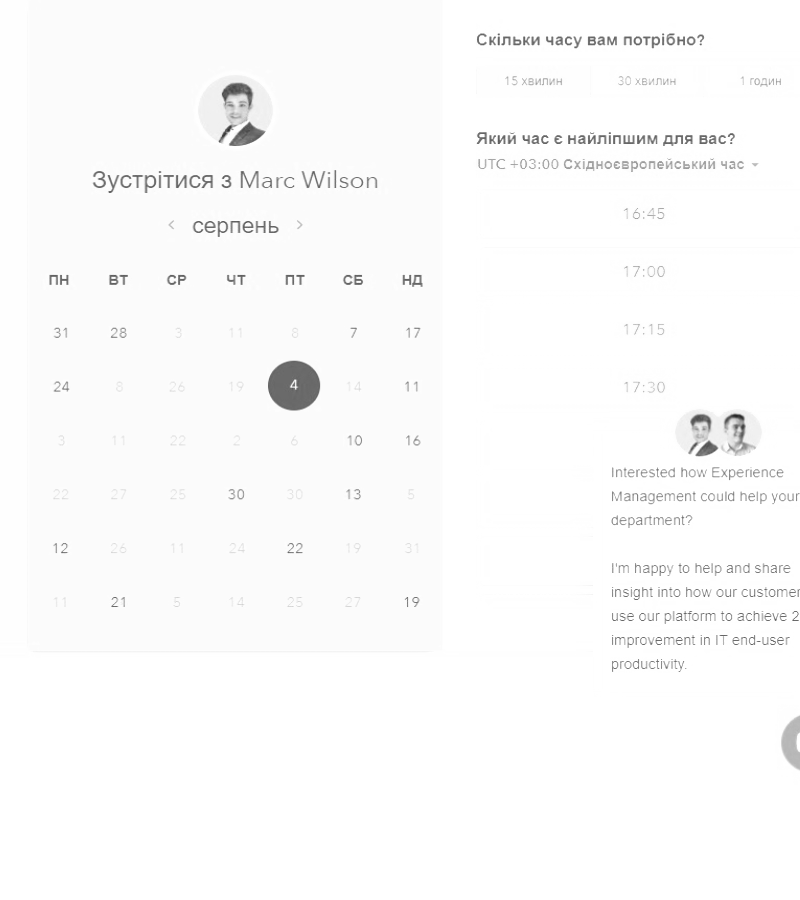 Зустрітися з Marc Wilson
серпень
ПН ВТ СР ЧТ ПТ СБ НД
31 28 3 11 8 7 17
24 8 26 19 4 14 11
3 11 22 2 6 10 16
22 27 25 30 30 13 5
12 26 11 24 22 19 31
11 21 5 14 25 27 19
Скільки часу вам потрібно?
15 хвилин 30 хвилин 1 годин
Який час є найліпшим для вас?
UTC +03:00 Східноєвропейський час
16:45
17:00
17:15
17:30
Interested how Experience
Management could help your
department?
I'm happy to help and share
insight into how our customer
use our platform to achieve 2
improvement in IT end-user
productivity.